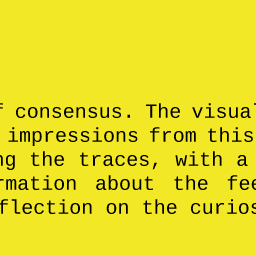 f consensus. The visual
impressions from this
ng the traces, with a
rmation about the fee
flection on the curios